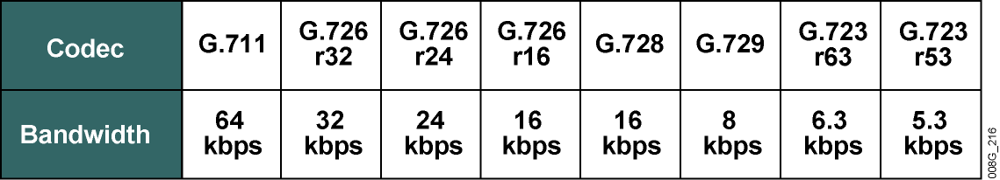 Codec G.711 G.726 r32 G.726 r24 G.726 r16 G.728 G.729 G.723 r63 G.723 r53
Bandwidth 64 kbps 32 kbps 24 kbps 16 kbps 16 kbps 8 kbps 6.3 kbps 5.3 kbps
008G_216